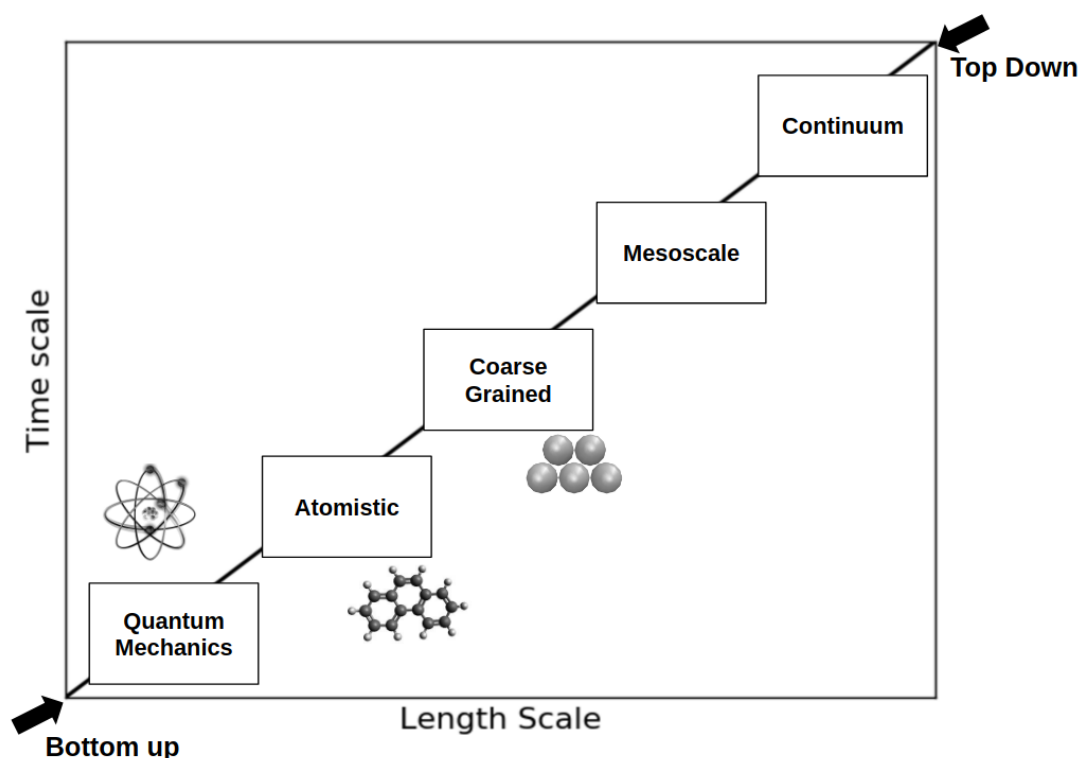 Top Down
Continuum
Mesoscale
Time scale
Coarse
Grained
Atomistic
Quantum
Mechanics
Length Scale
Bottom up